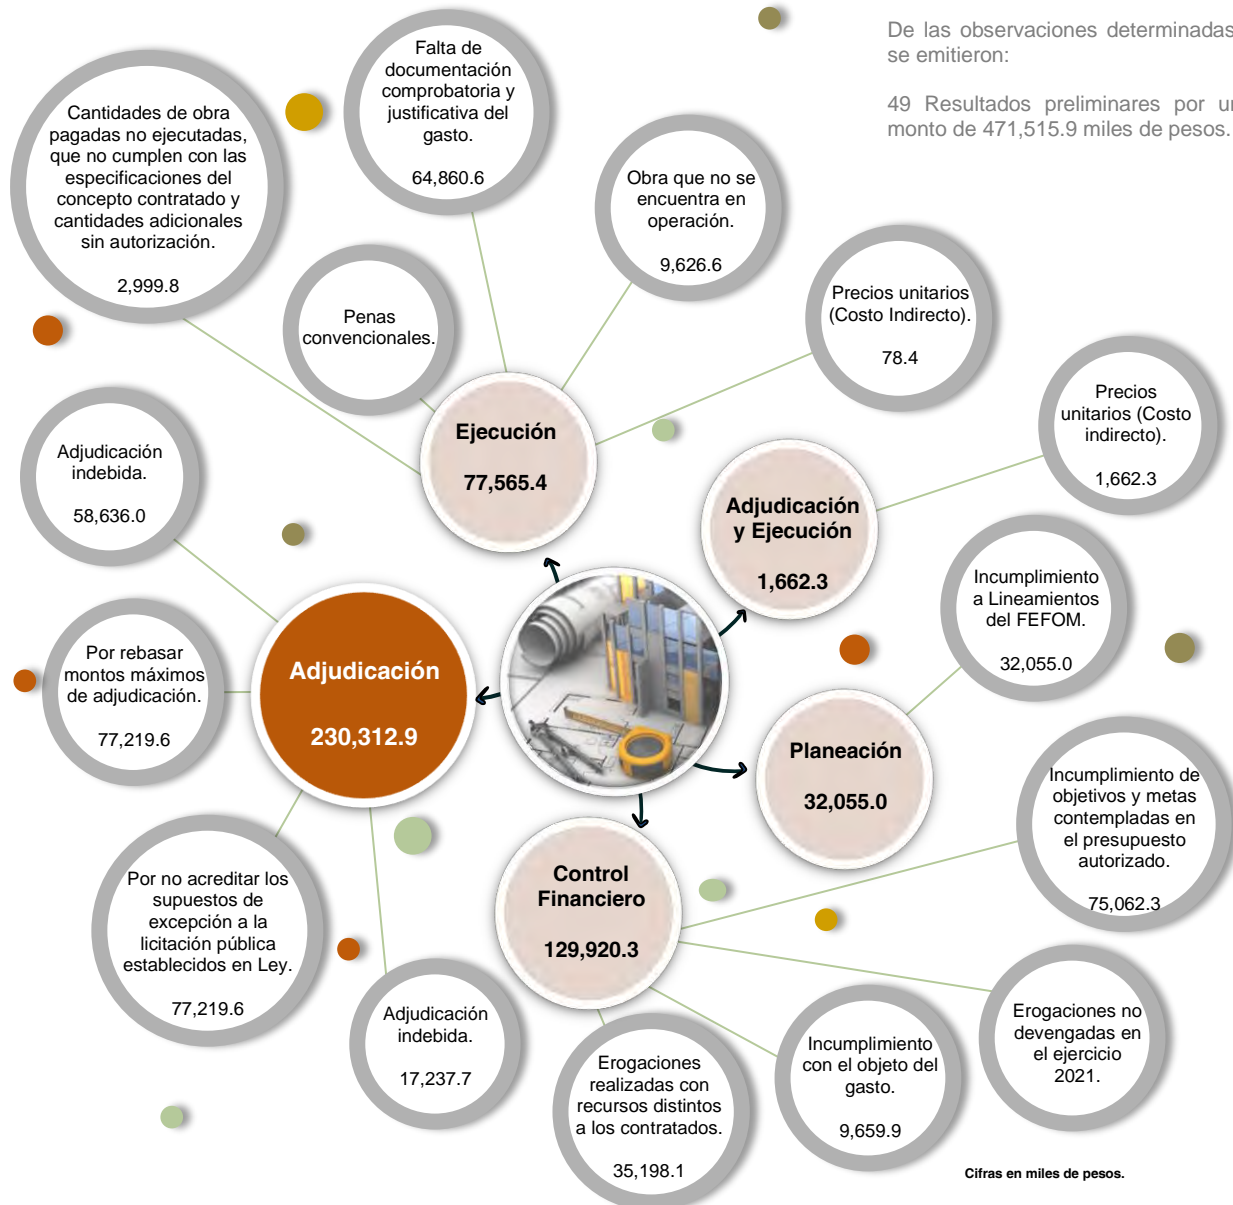 De las observaciones determinadas
se emitieron:
49 Resultados preliminares por un
monto de 471,515.9 miles de pesos.
Cantidades de obra
pagadas no ejecutadas,
que no cumplen con las
especificaciones del
concepto contratado y
cantidades adicionales
sin autorización.
2,999.8
Falta de
documentación
comprobatoria y
justificativa del
gasto.
64,860.6
Obra que no se
encuentra en
operación.
9,626.6
Penas
convencionales.
Precios unitarios
(Costo Indirecto).
78.4
Ejecución
77,565.4
Precios
unitarios (Costo
indirecto).
1,662.3
Adjudicación
y Ejecución
1,662.3
Adjudicación
indebida.
58,636.0
Por rebasar
montos máximos
de adjudicación.
77,219.6
Adjudicación
230,312.9
Por no acreditar los
supuestos de
excepción a la
licitación pública
establecidos en Ley.
77,219.6
Adjudicación
indebida.
17,237.7
Incumplimiento
a Lineamientos
del FEFOM.
32,055.0
Planeación
32,055.0
Control
Financiero
129,920.3
Incumplimiento de
objetivos y metas
contempladas en
el presupuesto
autorizado.
75,062.3
Erogaciones no
devengadas en
el ejercicio
2021.
Incumplimiento
con el objeto del
gasto.
9,659.9
Erogaciones
realizadas con
recursos distintos
a los contratados.
35,198.1
Cifras en miles de pesos.